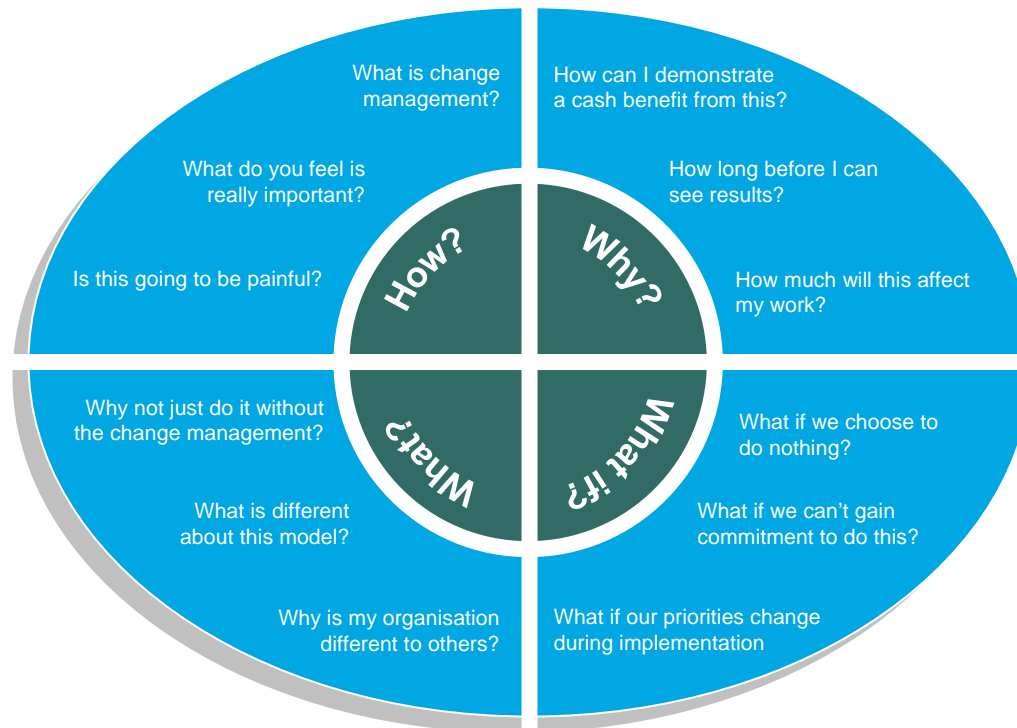 What is change
management?
What do you feel is
really important?
Is this going to be painful?
How?
How can I demonstrate
a cash benefit from this?
How long before I can
see results?
How much will this affect
my work?
Why?
Why not just do it without
the change management?
What is different
about this model?
Why is my organisation
different to others?
What?
What if we choose to
do nothing?
What if we can't gain
commitment to do this?
What if our priorities change
during implementation
What if?